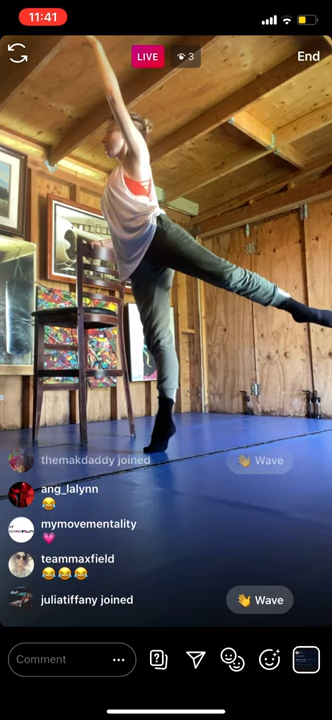 11:41
LIVE
3
End
themakdaddy joined
Wave
ang_lalynn
mymovementality
teammaxfield
juliatiffany joined
Wave
Comment